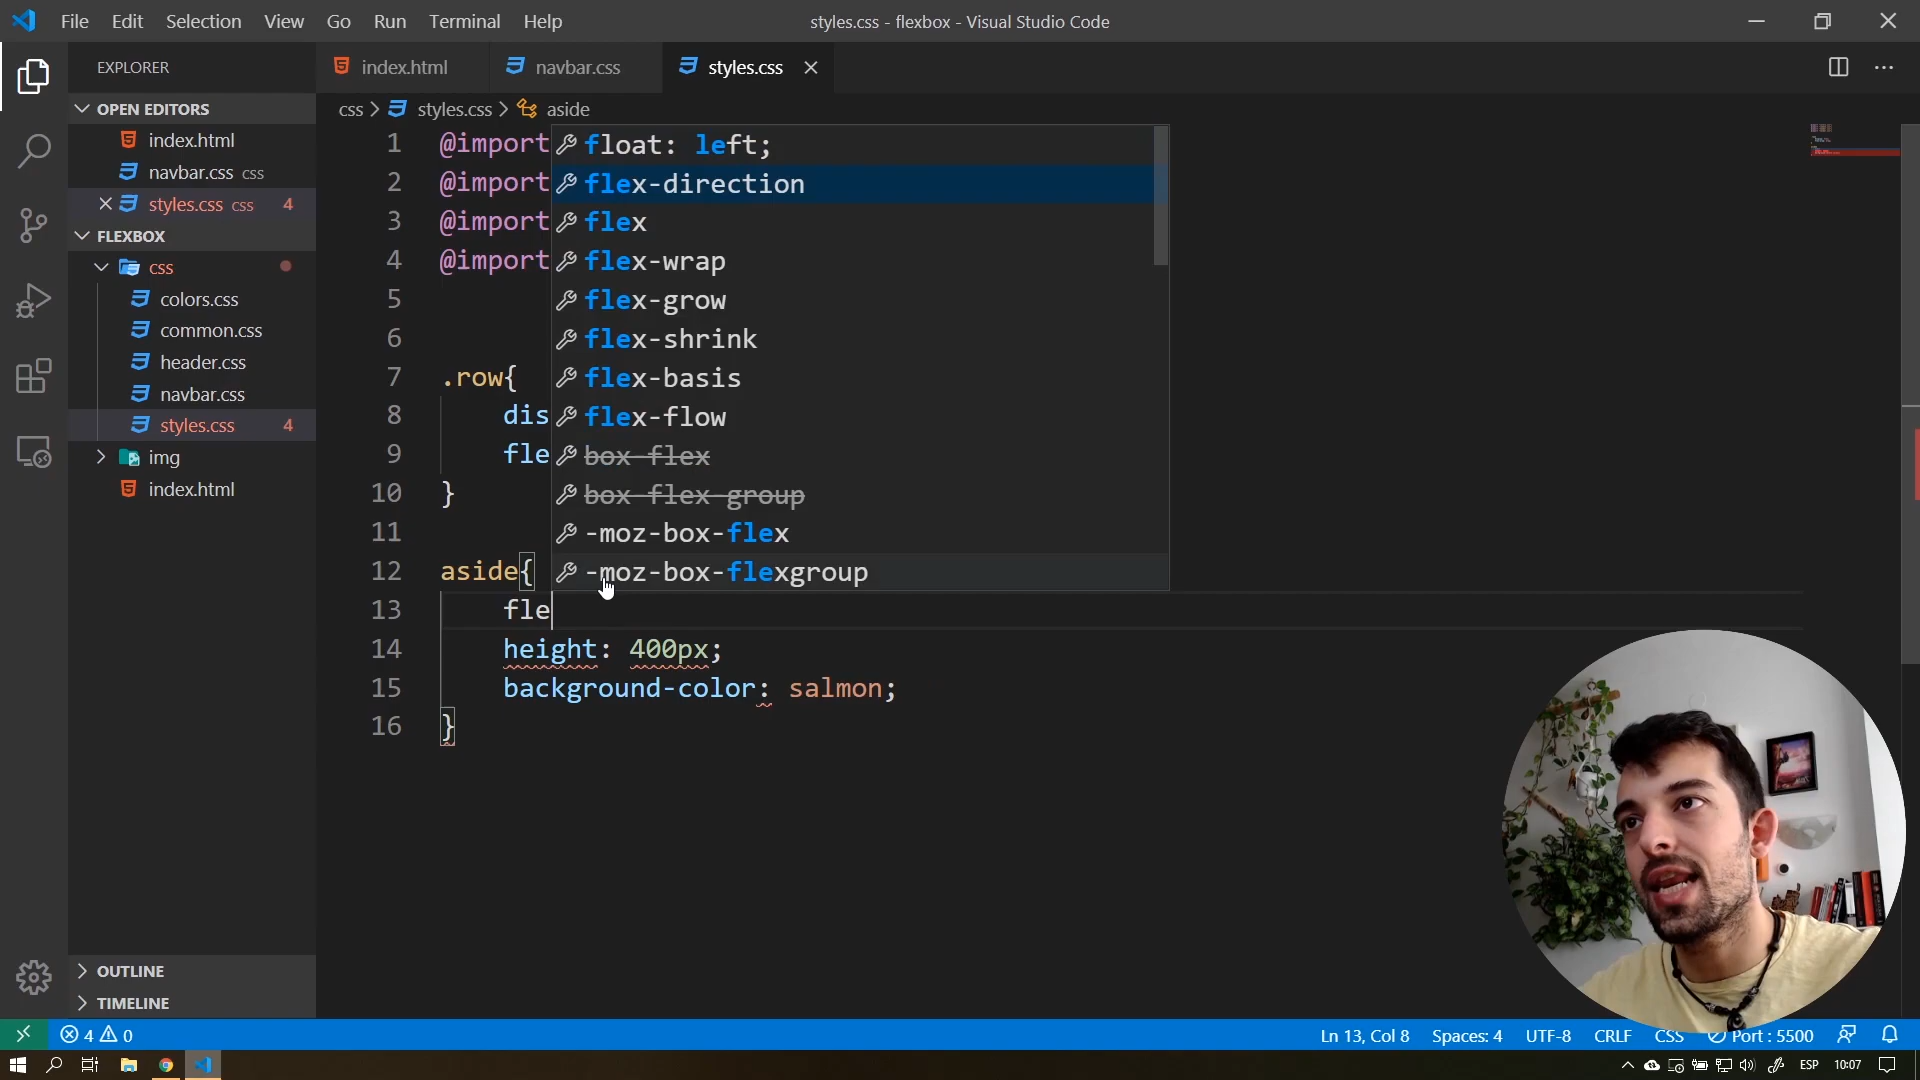 File Edit Selection View Go Run Terminal Help
styles.css - flexbox - Visual Studio Code
EXPLORER
OPEN EDITORS
index.html
navbar.css css
styles.css css 4
FLEXBOX
css
colors.css
common.css
header.css
navbar.css
styles.css 4
img
index.html
OUTLINE
TIMELINE
index.html navbar.css styles.css
css > styles.css > aside
1 @import
2 @import
3 @import
4 @import
5
6
7 .row{
8 dis
9 fle
10 }
11
12 aside{
13 fle
14 height: 400px;
15 background-color: salmon;
16 }
float: left;
flex-direction
flex
flex-wrap
flex-grow
flex-shrink
flex-basis
flex-flow
box-flex
box-flex-group
-moz-box-flex
-moz-box-flexgroup
4 0
Ln 13, Col 8 Spaces: 4 UTF-8 CRLF CSS Port : 5500
ESP 10:07